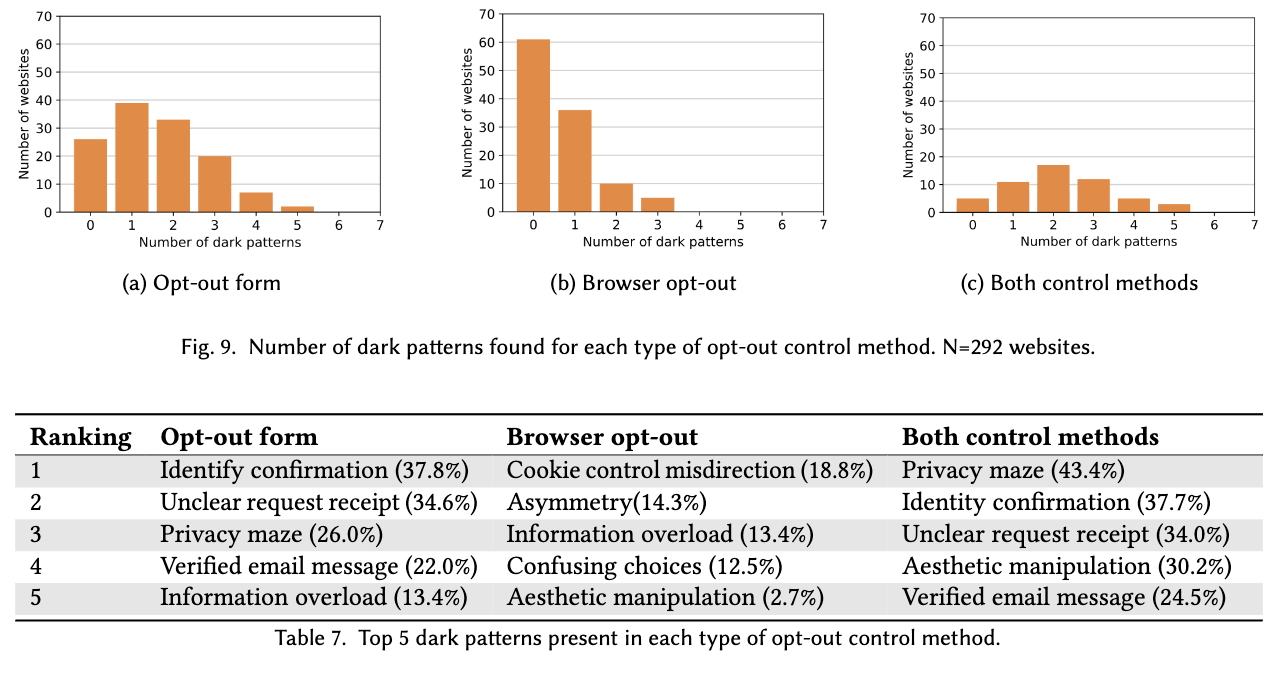 70
60
50
40
30
20
10
0
Number of websites
0 1 2 3 4 5 6 7
Number of dark patterns
(a) Opt-out form
70
60
50
40
30
20
10
0
Number of websites
0 1 2 3 4 5 6 7
Number of dark patterns
(b) Browser opt-out
70
60
50
40
30
20
10
0
Number of websites
0 1 2 3 4 5 6 7
Number of dark patterns
(c) Both control methods
Fig. 9. Number of dark patterns found for each type of opt-out control method. N=292 websites.
Ranking Opt-out form Browser opt-out Both control methods
1 Identify confirmation (37.8%) Cookie control misdirection (18.8%) Privacy maze (43.4%)
2 Unclear request receipt (34.6%) Asymmetry(14.3%) Identity confirmation (37.7%)
3 Privacy maze (26.0%) Information overload (13.4%) Unclear request receipt (34.0%)
4 Verified email message (22.0%) Confusing choices (12.5%) Aesthetic manipulation (30.2%)
5 Information overload (13.4%) Aesthetic manipulation (2.7%) Verified email message (24.5%)
Table 7. Top 5 dark patterns present in each type of opt-out control method.